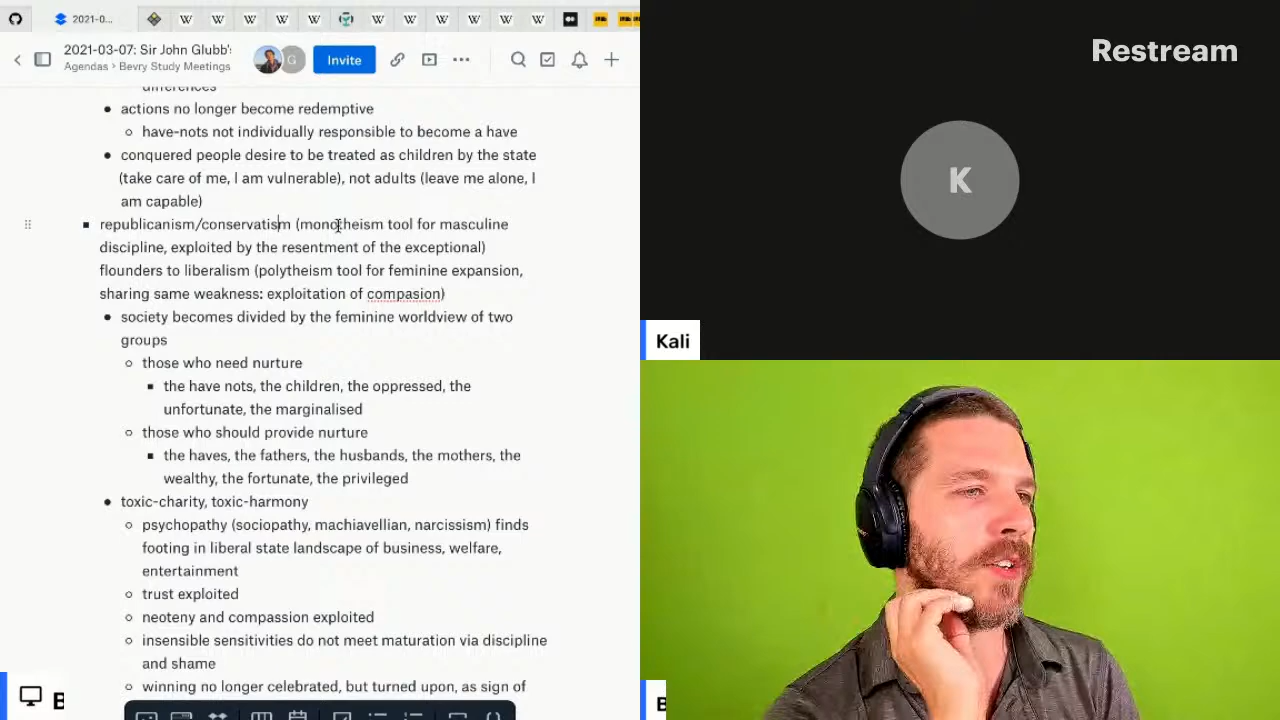 2021-0...
2021-03-07: Sir John Glubb's
Agendas > Bevry Study Meetings
G
Invite
differences
actions no longer become redemptive
have-nots not individually responsible to become a have
conquered people desire to be treated as children by the state
(take care of me, I am vulnerable), not adults (leave me alone, I
am capable)
republicanism/conservatism (monotheism tool for masculine
discipline, exploited by the resentment of the exceptional)
flounders to liberalism (polytheism tool for feminine expansion,
sharing same weakness: exploitation of compasion)
society becomes divided by the feminine worldview of two
groups
those who need nurture
the have nots, the children, the oppressed, the
unfortunate, the marginalised
those who should provide nurture
the haves, the fathers, the husbands, the mothers, the
wealthy, the fortunate, the privileged
toxic-charity, toxic-harmony
psychopathy (sociopathy, machiavellian, narcissism) finds
footing in liberal state landscape of business, welfare,
entertainment
trust exploited
neoteny and compassion exploited
insensible sensitivities do not meet maturation via discipline
and shame
winning no longer celebrated, but turned upon, as sign of
B
Restream
K
Kali
B